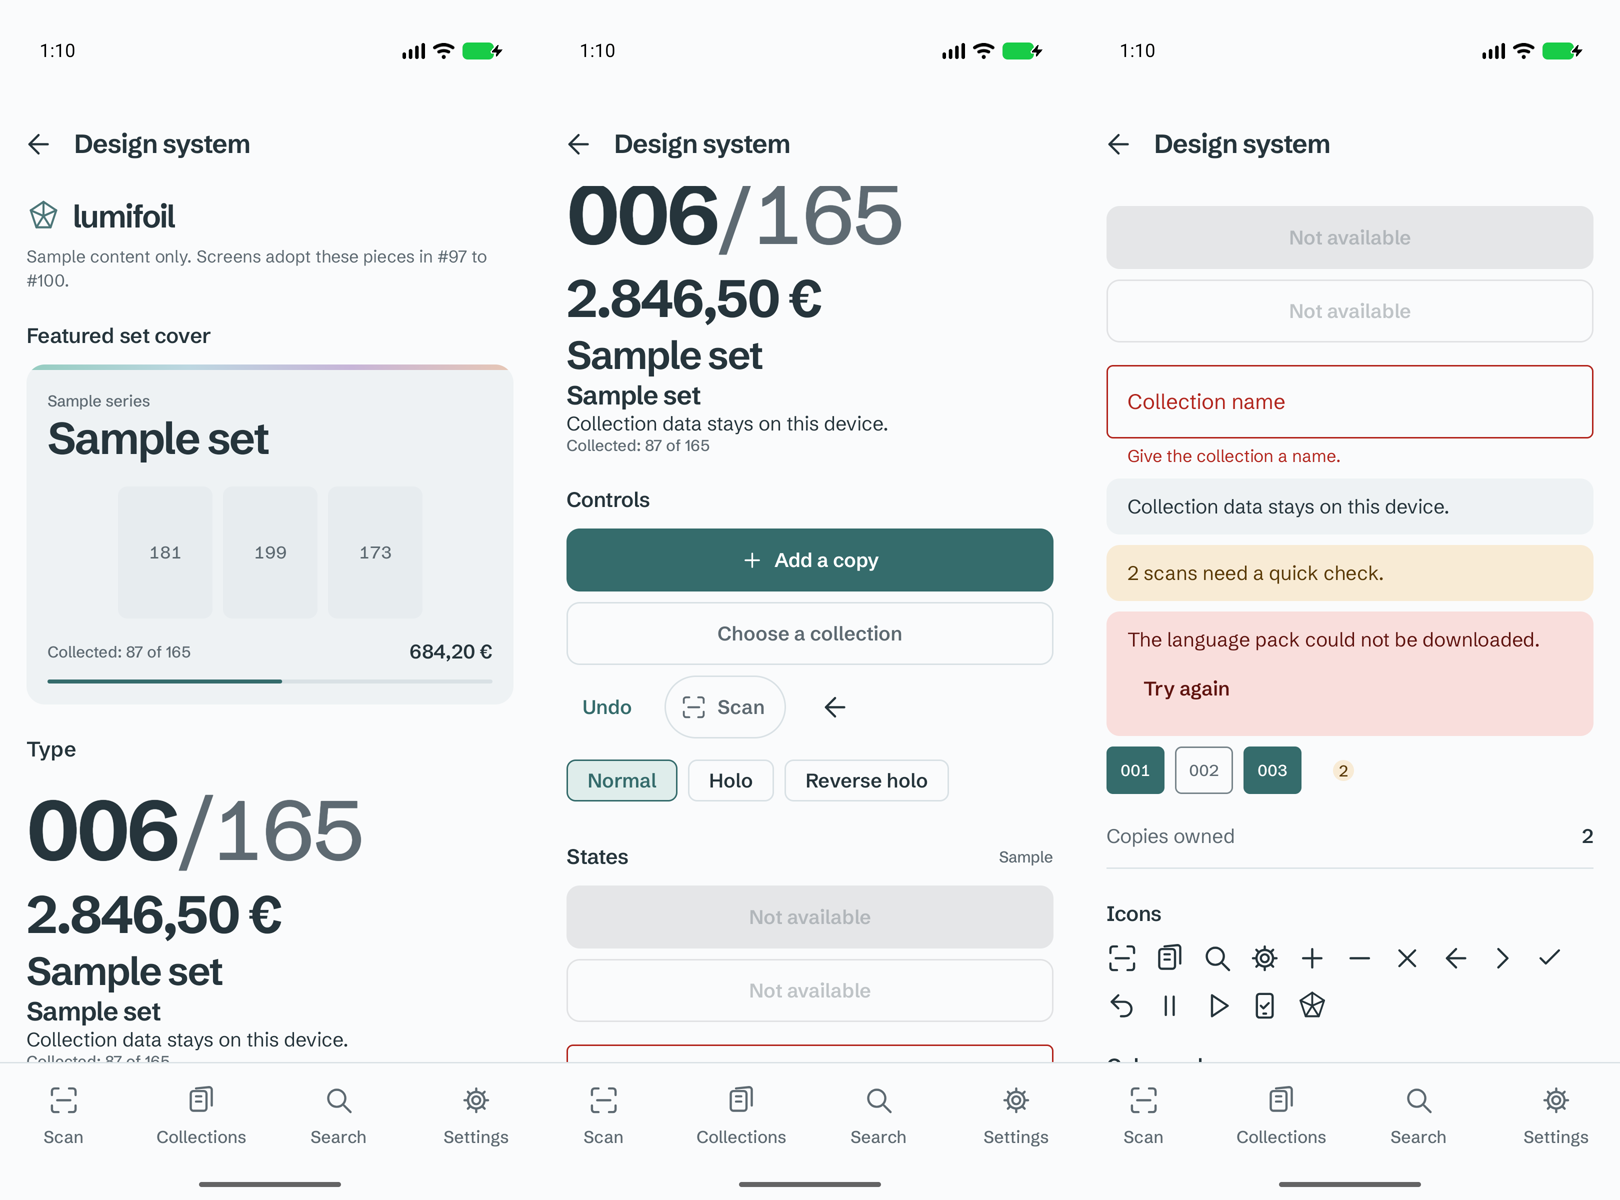 1:10
Design system
lumifoil
Sample content only. Screens adopt these pieces in #97 to
#100.
Featured set cover
Sample series
Sample set
181 199 173
Collected: 87 of 165 684,20 €
Type
006/165
2.846,50 €
Sample set
Sample set
Collection data stays on this device.
Collected: 87 of 165
Scan Collections Search Settings
1:10
Design system
006/165
2.846,50 €
Sample set
Sample set
Collection data stays on this device.
Collected: 87 of 165
Controls
+ Add a copy
Choose a collection
Undo Scan
Normal Holo Reverse holo
States Sample
Not available
Not available
Scan Collections Search Settings
1:10
Design system
Not available
Not available
Collection name
Give the collection a name.
Collection data stays on this device.
2 scans need a quick check.
The language pack could not be downloaded.
Try again
001 002 003 2
Copies owned 2
Icons
Scan Collections Search Settings